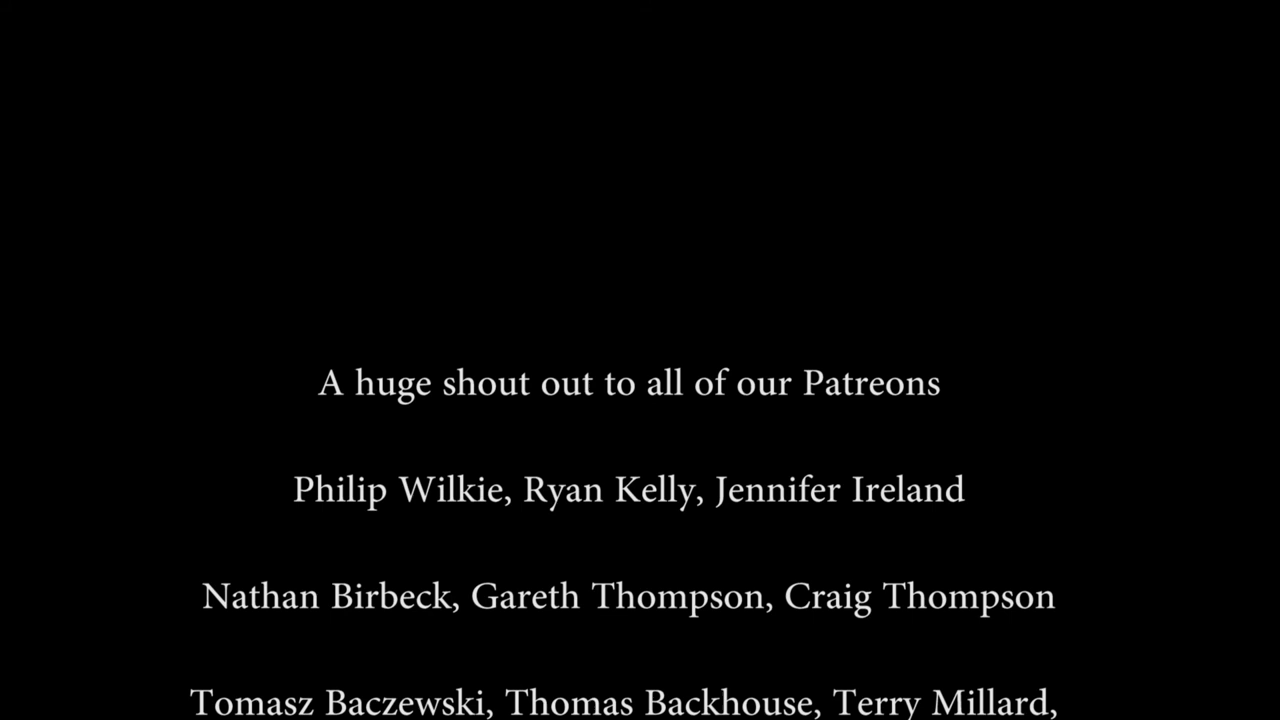 A huge shout out to all of our Patreons
Philip Wilkie, Ryan Kelly, Jennifer Ireland
Nathan Birbeck, Gareth Thompson, Craig Thompson
Tomasz Baczewski, Thomas Backhouse, Terry Millard,